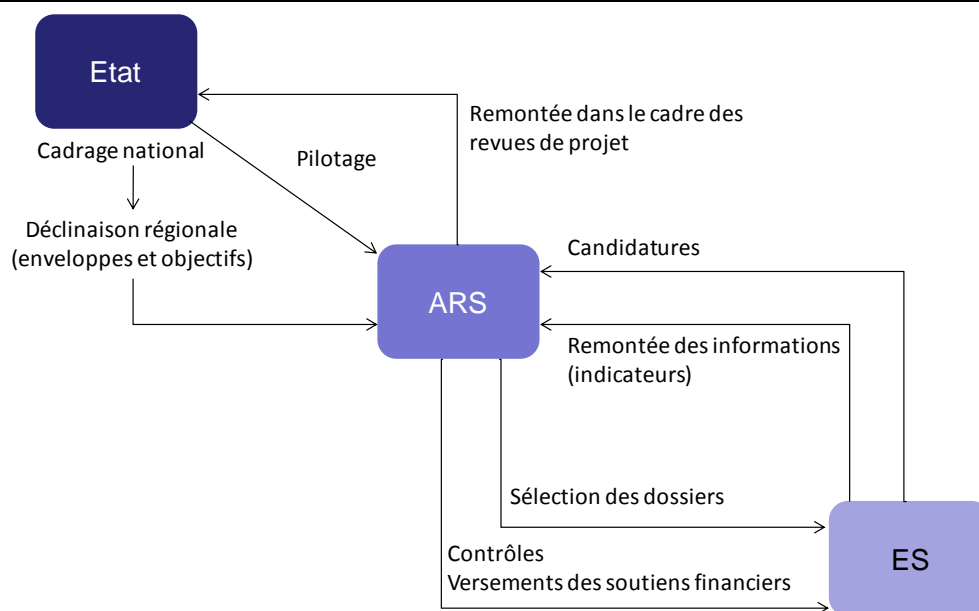 Etat
Remontée dans le cadre des
revues de projet
Cadrage national
Pilotage
Déclinaison régionale
(enveloppes et objectifs)
Candidatures
ARS
Remontée des informations
(indicateurs)
Sélection des dossiers
Contrôles
Versements des soutiens financiers
ES